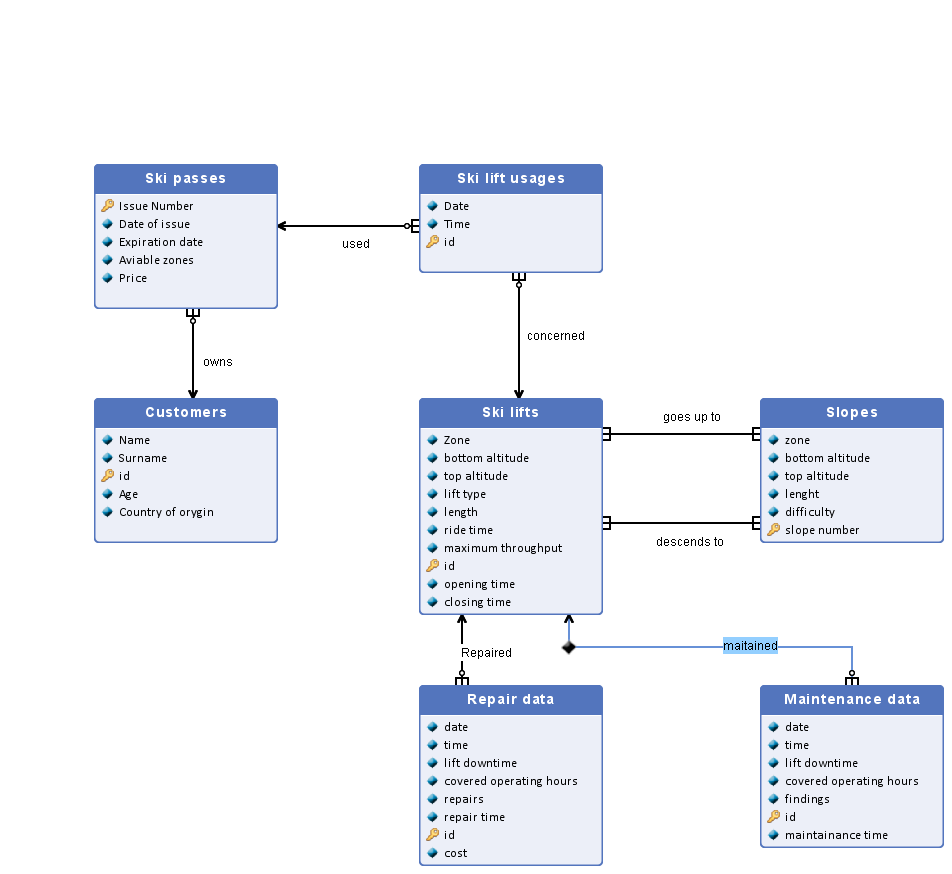 Ski passes
Issue Number
Date of issue
Expiration date
Aviable zones
Price
used
Ski lift usages
Date
Time
id
owns
concerned
Customers
Name
Surname
id
Age
Country of orygin
Ski lifts
Zone
bottom altitude
top altitude
lift type
length
ride time
maximum throughput
id
opening time
closing time
goes up to
descends to
Slopes
zone
bottom altitude
top altitude
lenght
difficulty
slope number
Repaired
maitained
Repair data
date
time
lift downtime
covered operating hours
repairs
repair time
id
cost
Maintenance data
date
time
lift downtime
covered operating hours
findings
id
maintainance time